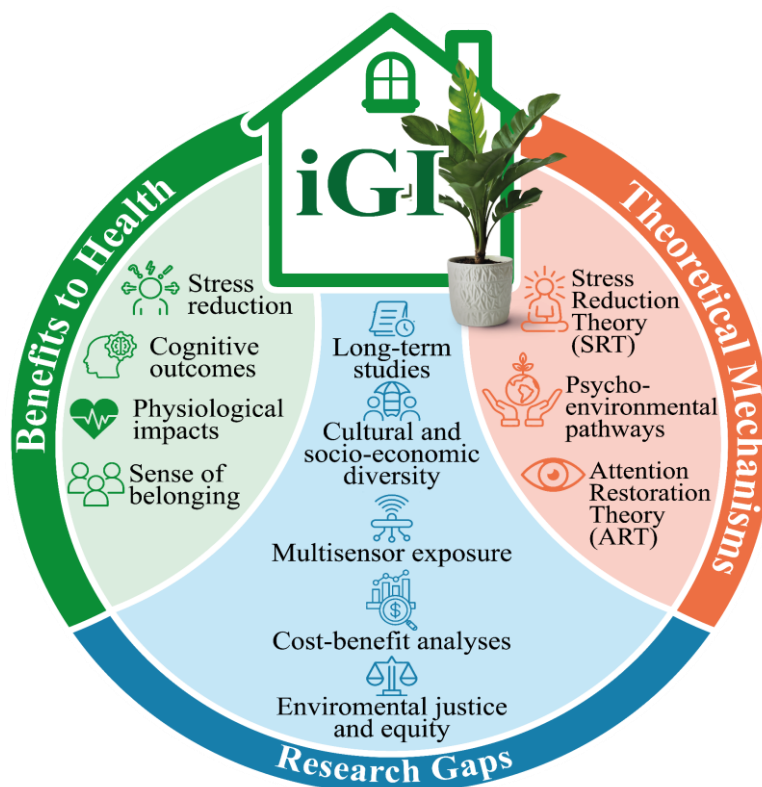 iGI
Benefits to Health
Stress
reduction
Cognitive
outcomes
Physiological
impacts
Sense of
belonging
Theoretical Mechanisms
Stress
Reduction
Theory
(SRT)
Psycho-
environmental
pathways
Attention
Restoration
Theory
(ART)
Long-term
studies
Cultural and
socio-economic
diversity
Multisensor exposure
Cost-benefit analyses
Enviromental justice
and equity
Research Gaps